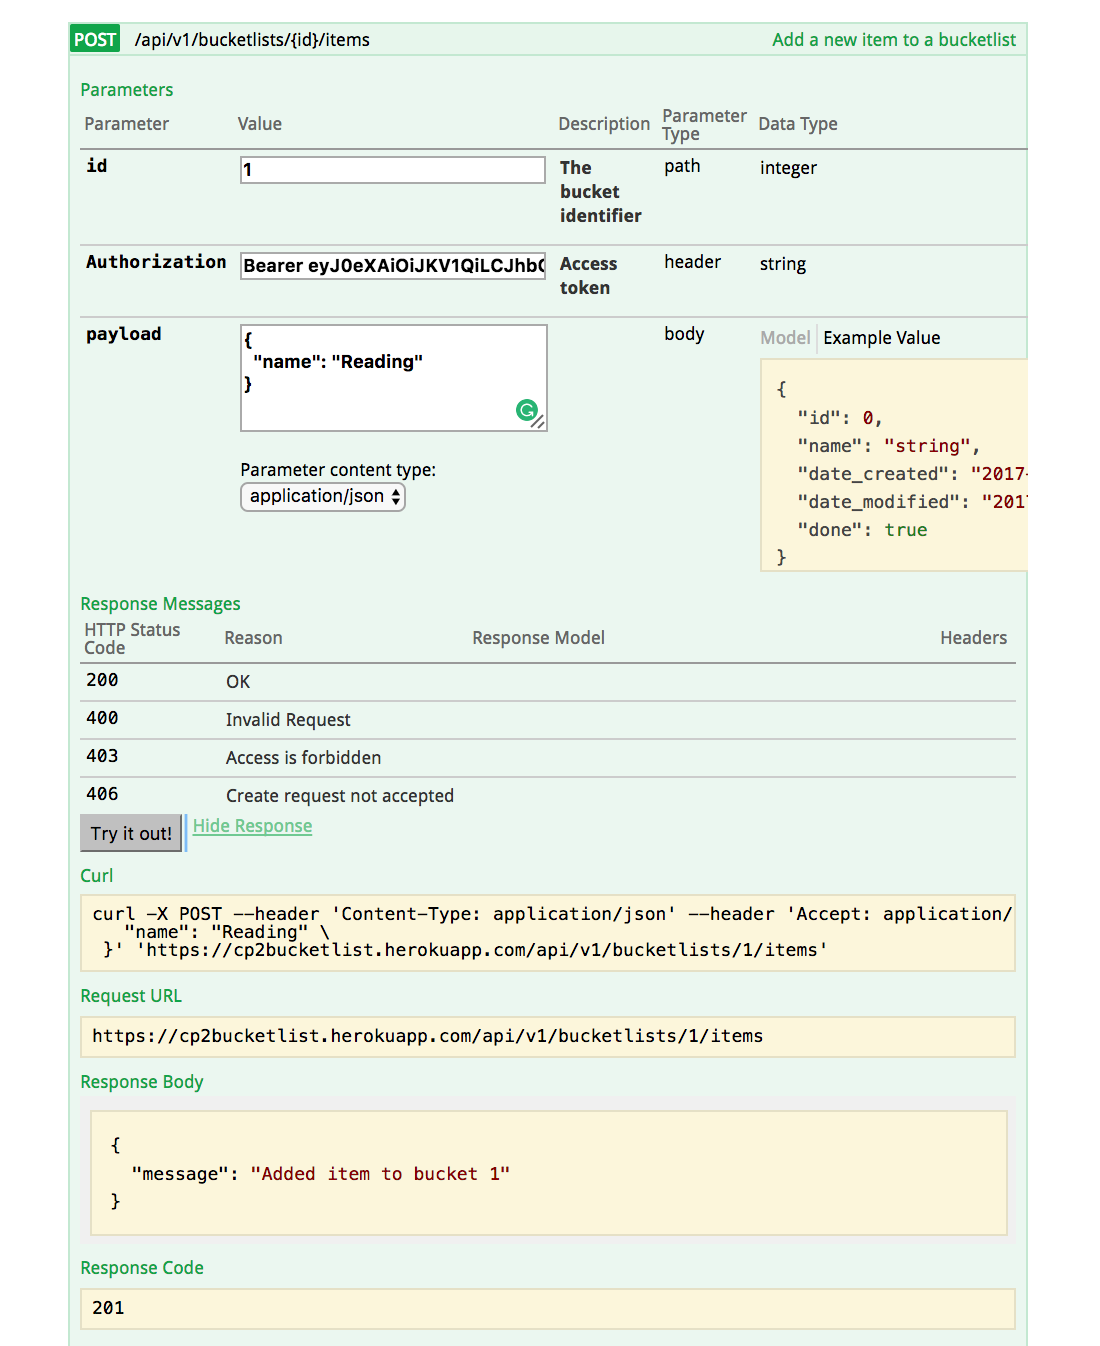 POST /api/v1/bucketlists/{id}/items Add a new item to a bucketlist
Parameters
Parameter Value Description Parameter Type Data Type
id 1 The bucket identifier path integer
Authorization Bearer eyJ0eXAiOiJKV1QiLCJhb Access token header string
payload {
"name": "Reading"
}
body Model Example Value
{
"id": 0,
"name": "string",
"date_created": "2017-
"date_modified": "201
"done": true
}
Parameter content type:
application/json
Response Messages
HTTP Status Code Reason Response Model Headers
200 OK
400 Invalid Request
403 Access is forbidden
406 Create request not accepted
Try it out! Hide Response
Curl
curl -X POST --header 'Content-Type: application/json' --header 'Accept: application/
"name": "Reading" \
}' 'https://cp2bucketlist.herokuapp.com/api/v1/bucketlists/1/items'
Request URL
https://cp2bucketlist.herokuapp.com/api/v1/bucketlists/1/items
Response Body
{
"message": "Added item to bucket 1"
}
Response Code
201